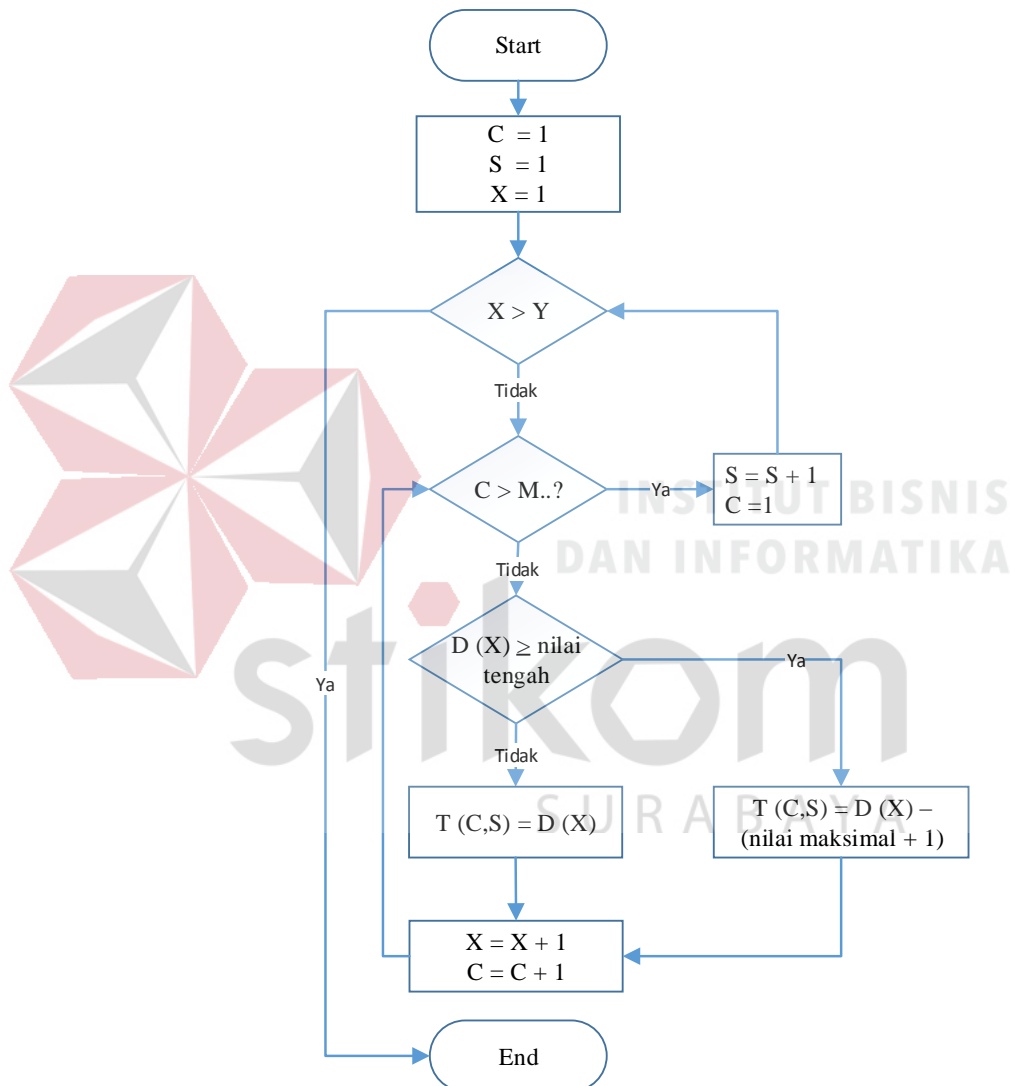 Start
C = 1
S = 1
X = 1
X > Y
Tidak
C > M..?
Ya
S = S + 1
C =1
INSTITUT BISNIS
DAN INFORMATIKA
Tidak
D (X) ≥ nilai
tengah
Ya
Ya
stikom
SURABAYA
Tidak
T (C,S) = D (X)
T (C,S) = D (X) –
(nilai maksimal + 1)
X = X + 1
C = C + 1
End